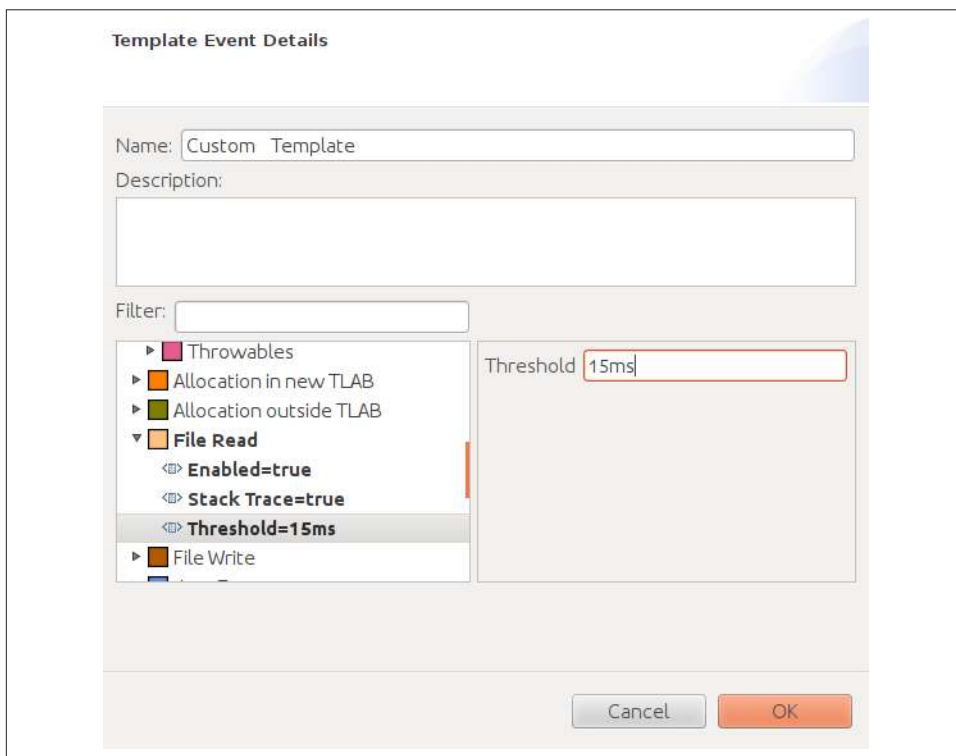 Template Event Details
Name: Custom Template
Description:
Filter:
Throwables
Allocation in new TLAB
Allocation outside TLAB
File Read
Enabled=true
Stack Trace=true
Threshold=15ms
File Write
Threshold 15ms
Cancel OK